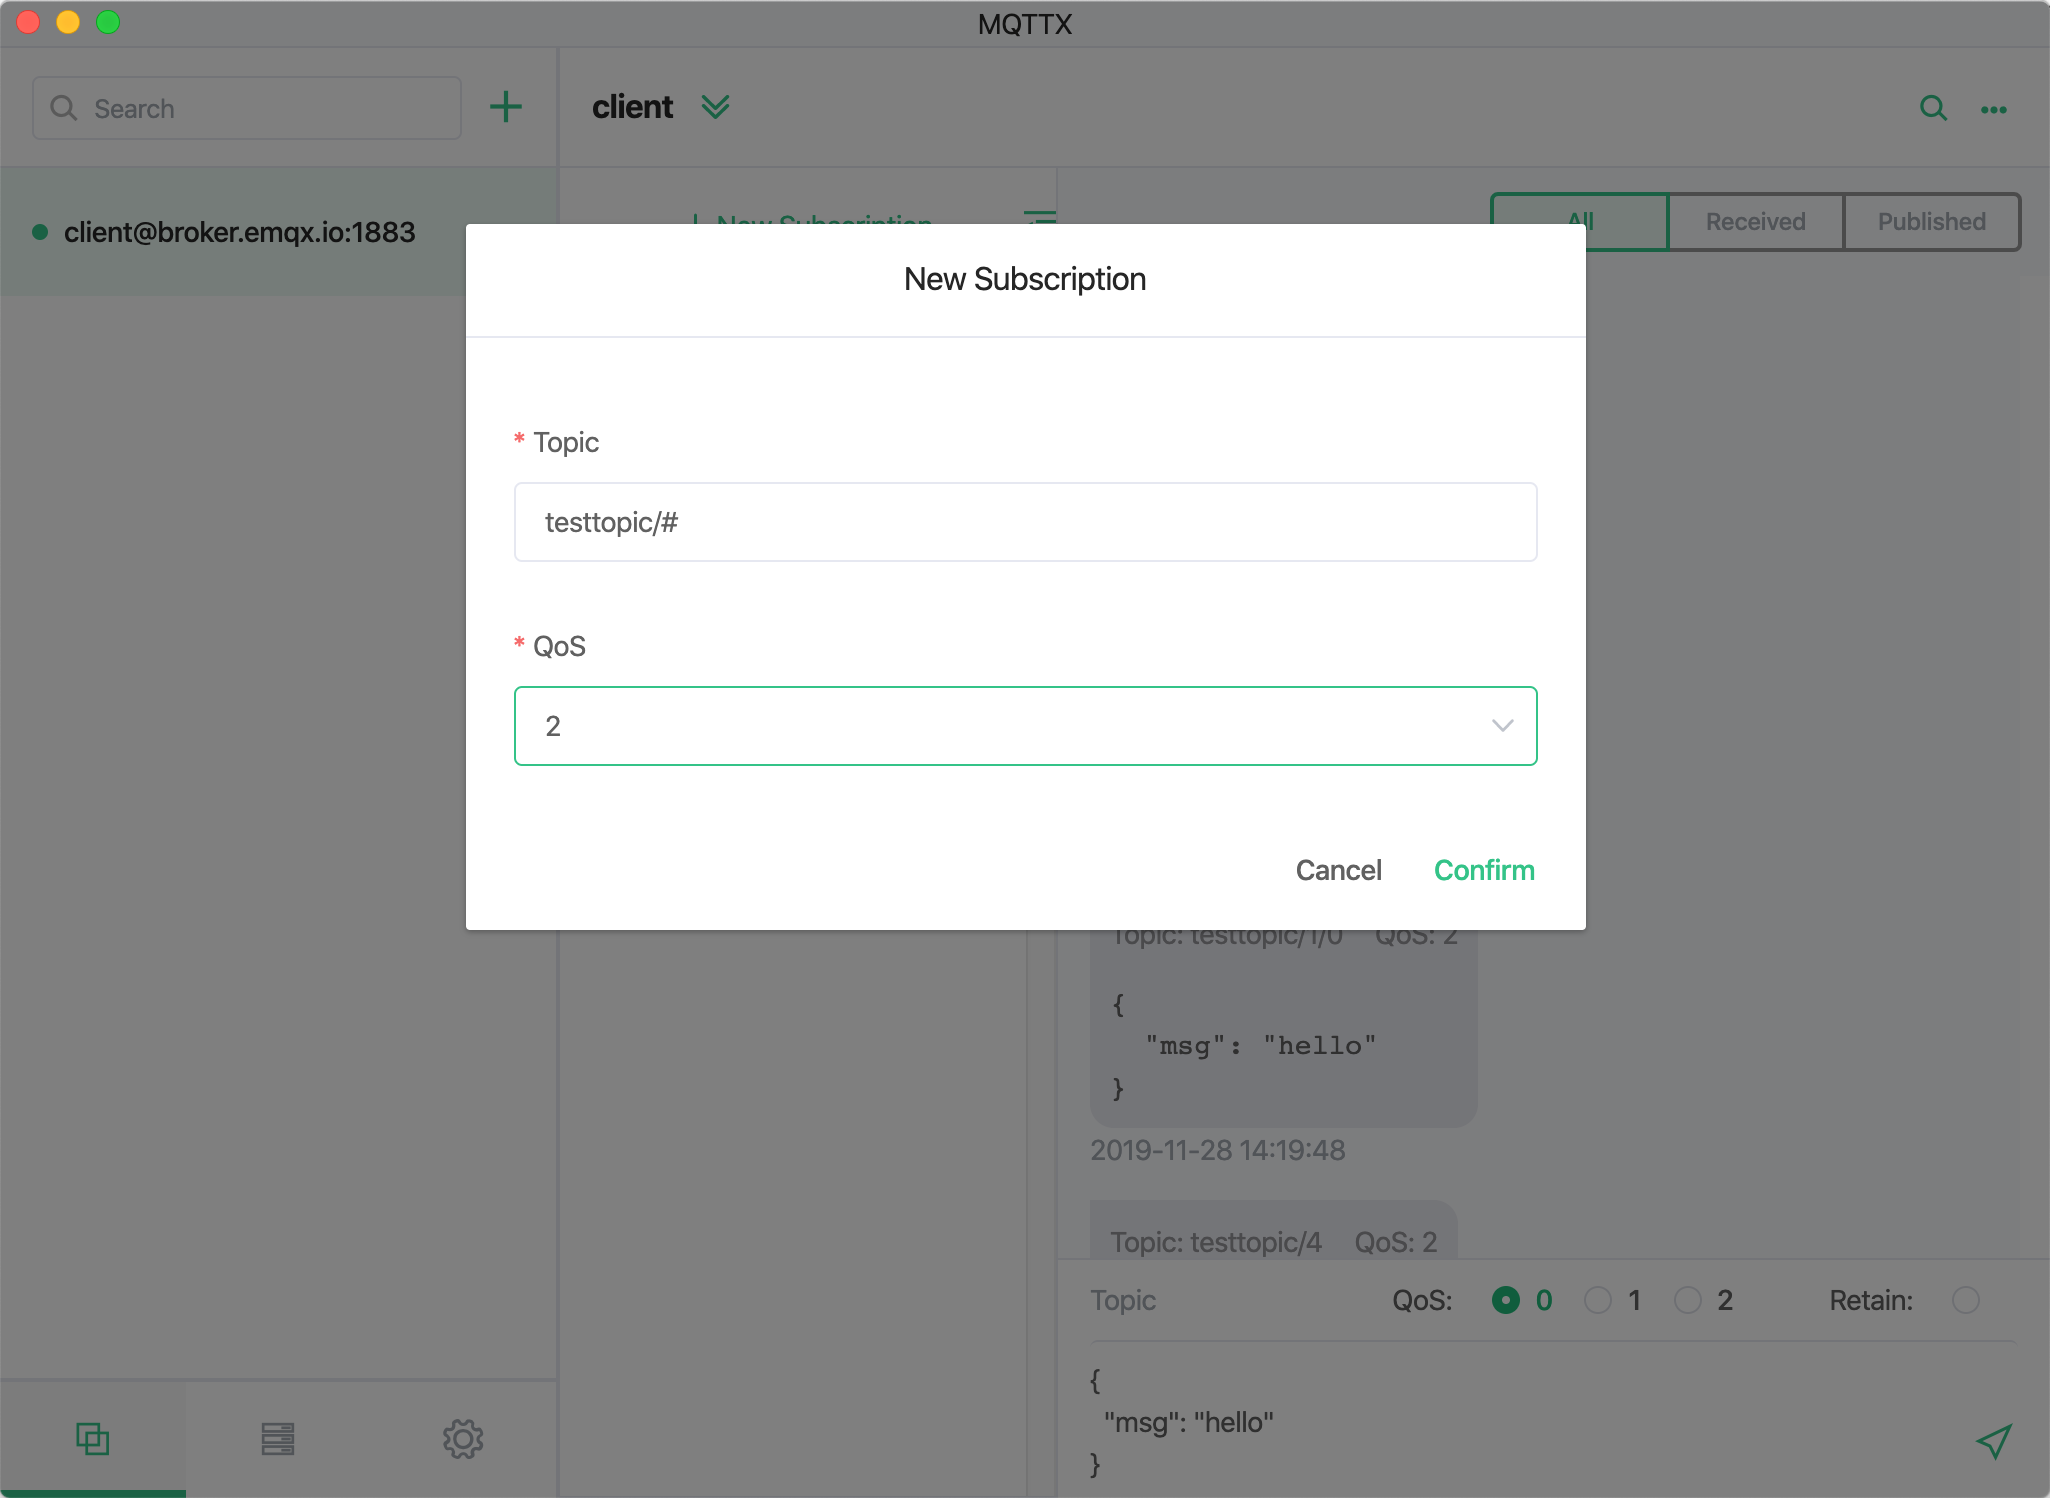 MQTTX
Search
client
client@broker.emqx.io:1883
New Subscription
All
Received
Published
New Subscription
* Topic
testtopic/#
* QoS
2
Cancel
Confirm
Topic: testtopic/1/0 QoS: 2
{
"msg": "hello"
}
2019-11-28 14:19:48
Topic: testtopic/4 QoS: 2
Topic
QoS: 0 1 2
Retain:
{
"msg": "hello"
}